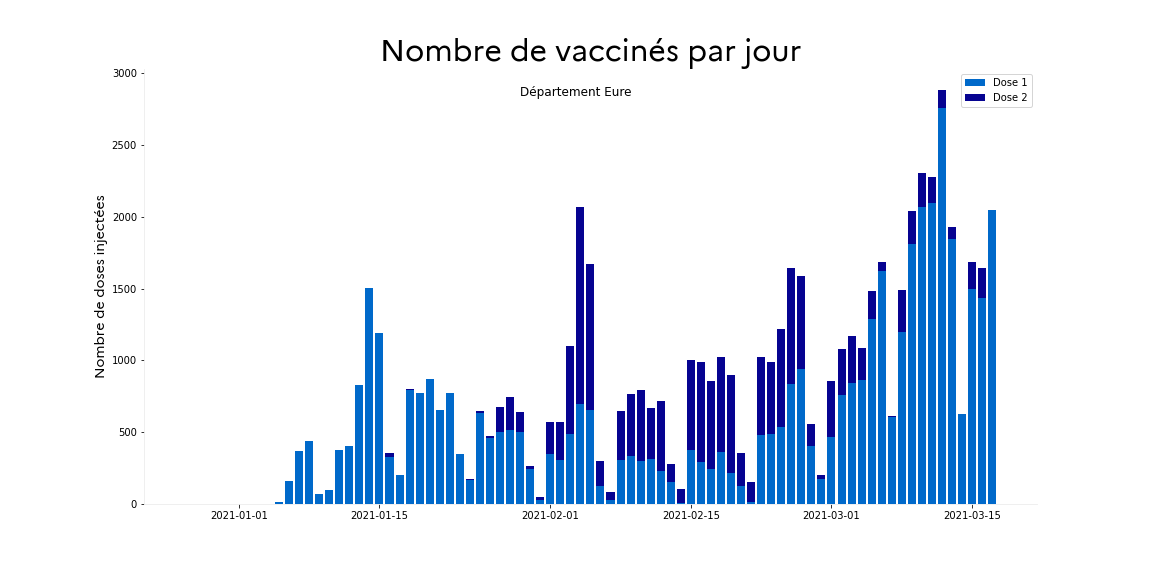 Nombre de vaccinés par jour
Département Eure
Dose 1
Dose 2
Nombre de doses injectées
3000
2500
2000
1500
1000
500
0
2021-01-01
2021-01-15
2021-02-01
2021-02-15
2021-03-01
2021-03-15